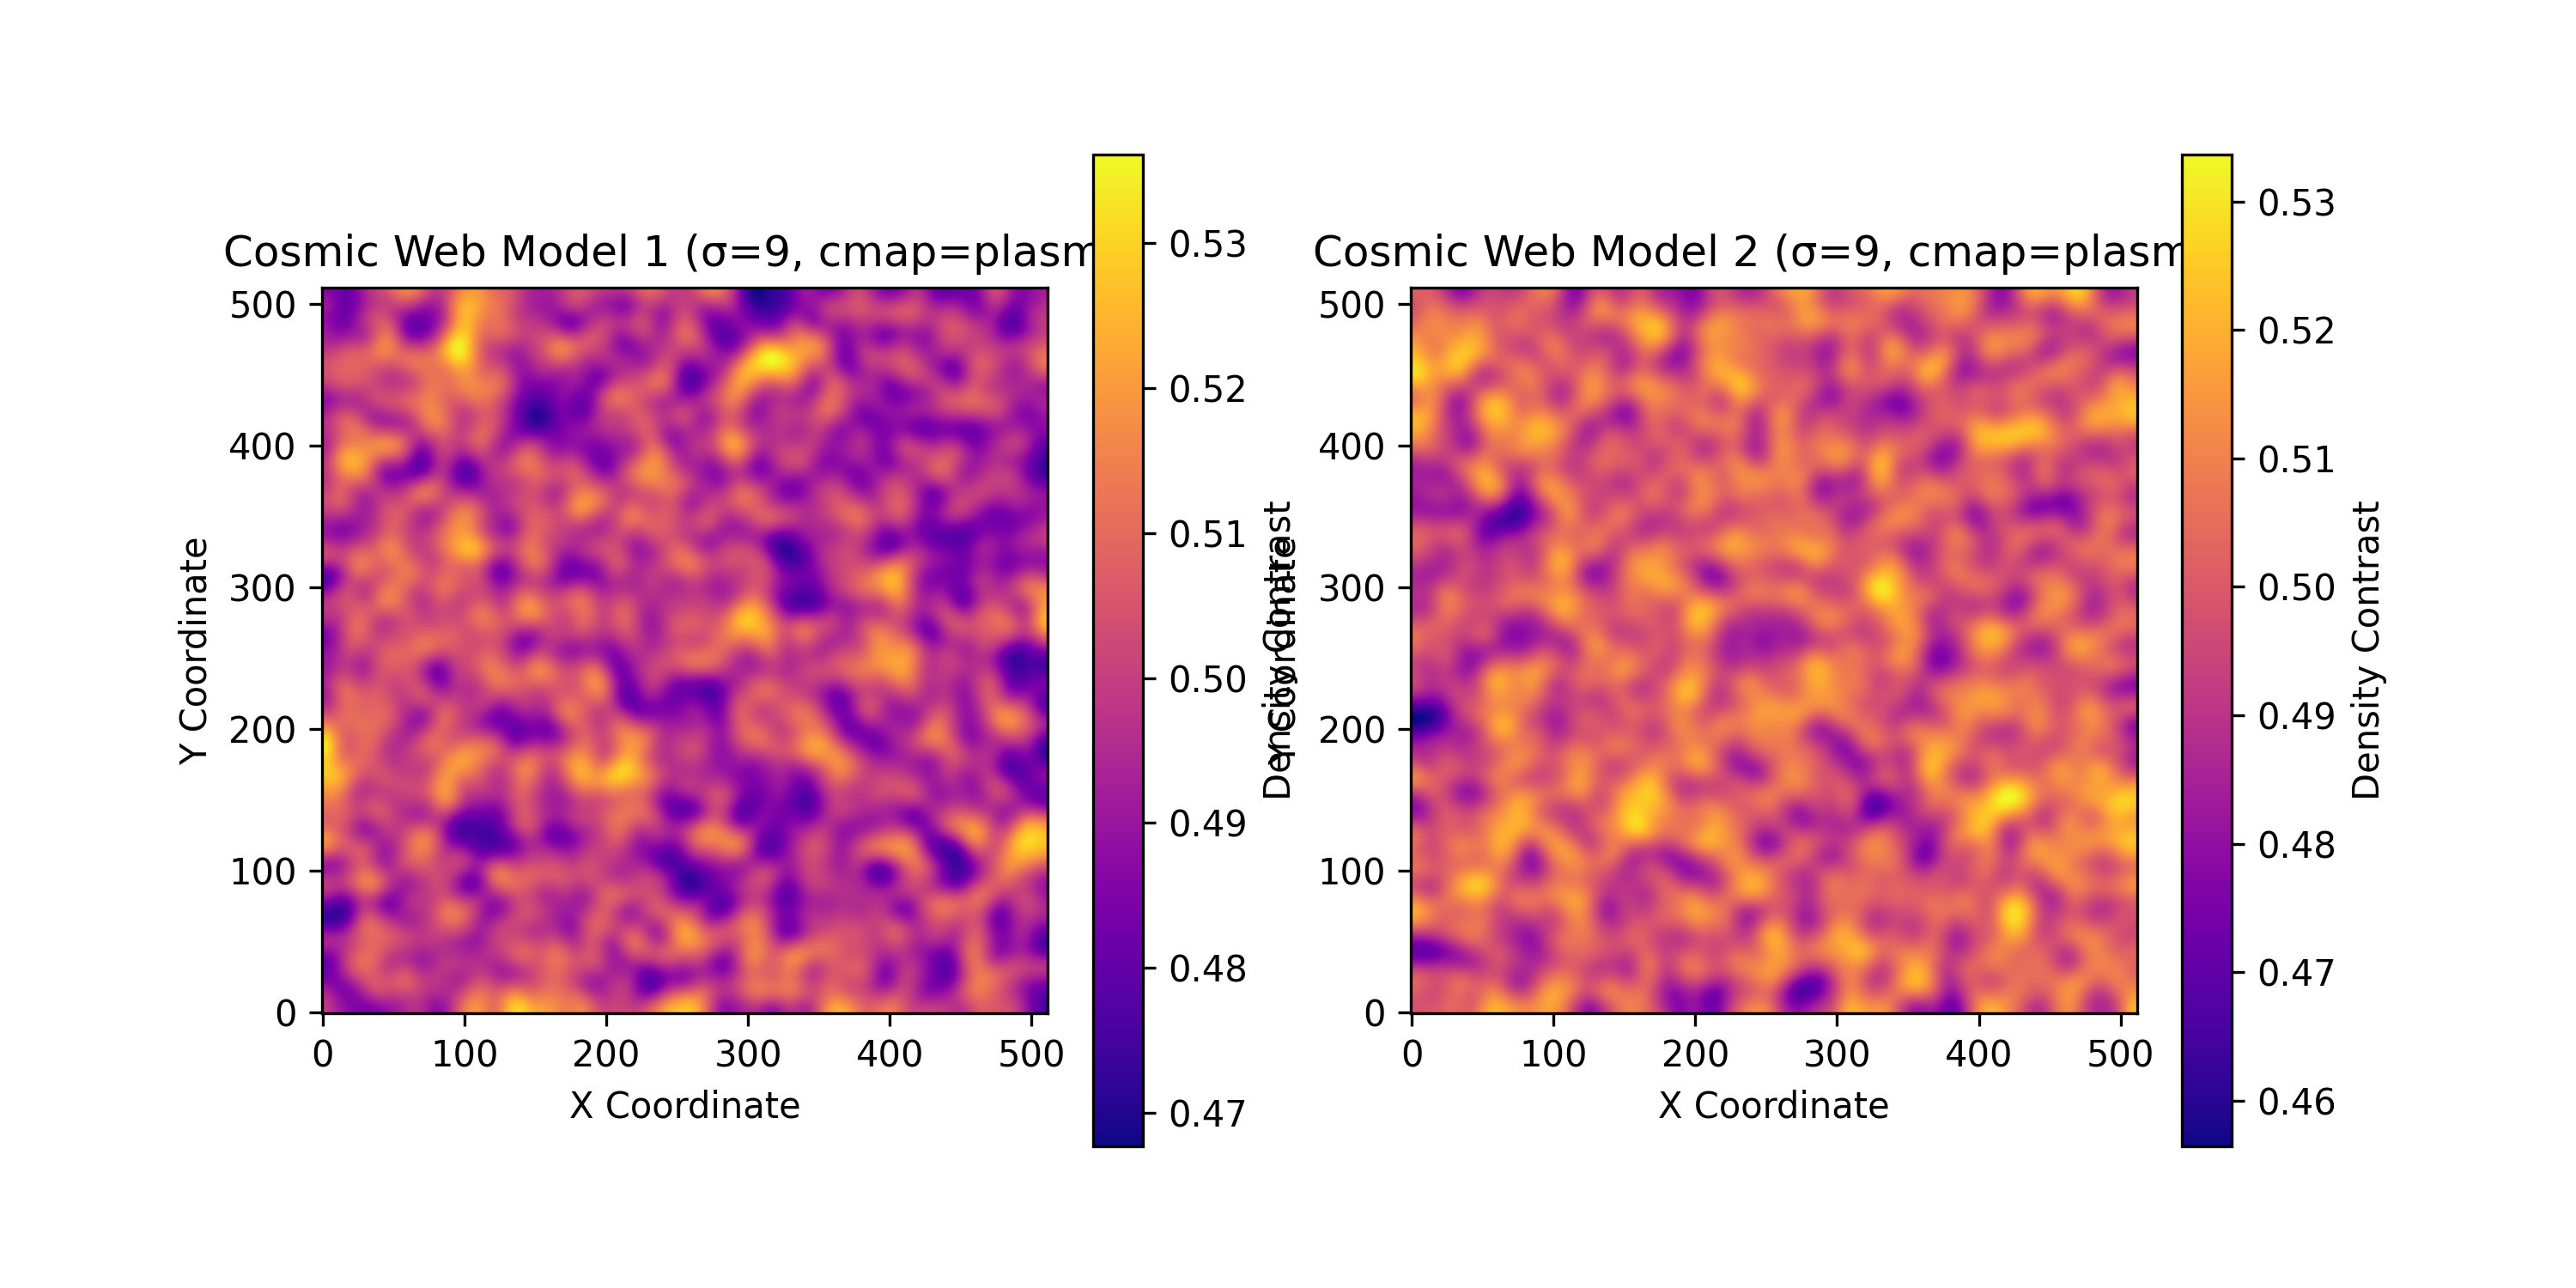 Cosmic Web Model 1 (σ=9, cmap=plasm
Y Coordinate
500
400
300
200
100
0
0 100 200 300 400 500
X Coordinate
0.53
0.52
0.51
0.50
0.49
0.48
0.47
Density Contrast
Cosmic Web Model 2 (σ=9, cmap=plasm
Y Coordinate
500
400
300
200
100
0
0 100 200 300 400 500
X Coordinate
0.53
0.52
0.51
0.50
0.49
0.48
0.47
0.46
Density Contrast